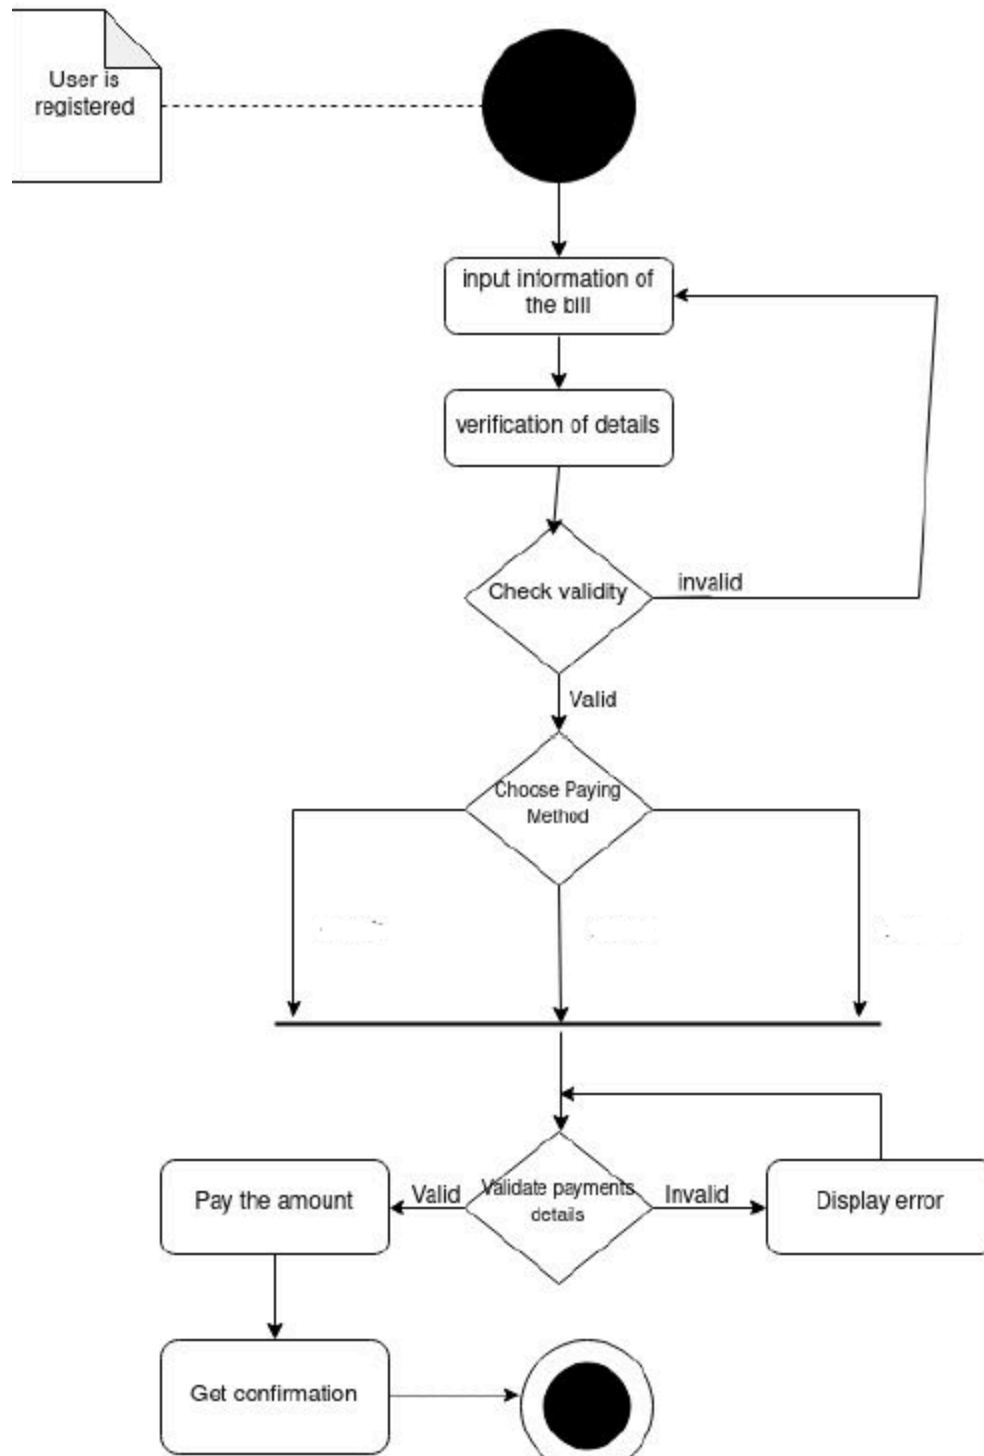 User is
registered
input information of
the bill
verification of details
Check validity
invalid
Valid
Choose Paying
Method
Validate payments
details
Valid
Invalid
Pay the amount
Display error
Get confirmation